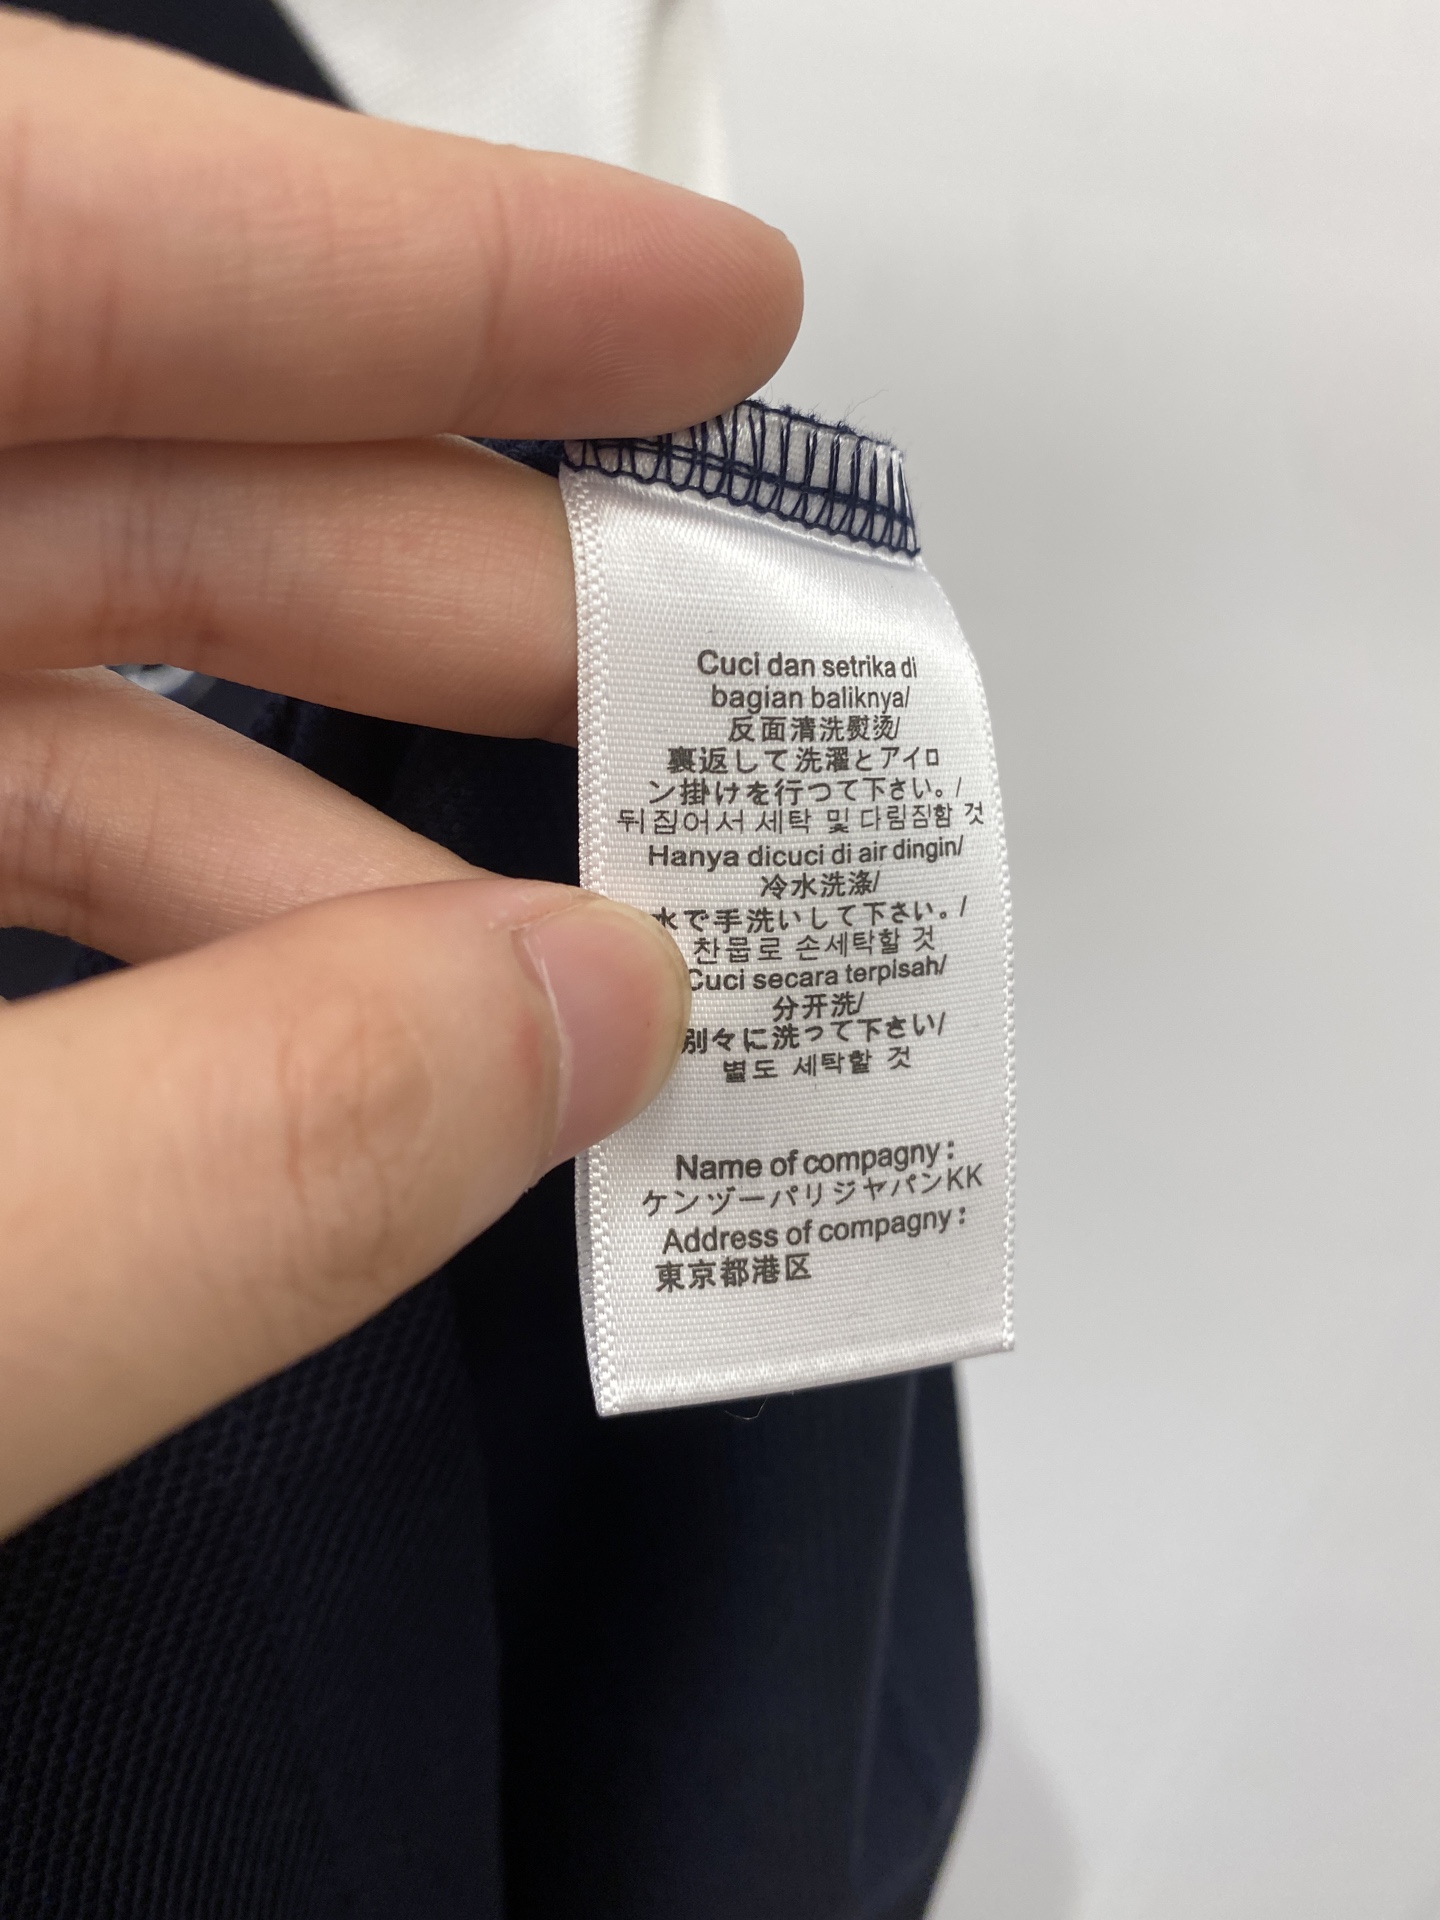 Cuci dan setrika di
bagian baliknya/
反面清洗熨烫/
裏返して洗濯とアイロ
ン掛けを行つて下さい。/
뒤집어서 세탁 및 다림짐함 것
Hanya dicuci di air dingin/
冷水洗涤/
水で手洗いして下さい。/
찬믑로 손세탁할 것
Cuci secara terpisah/
分开洗/
別々に洗って下さい/
별도 세탁할 것
Name of compagny :
ケンヅーパリジャパンKK
Address of compagny :
東京都港区